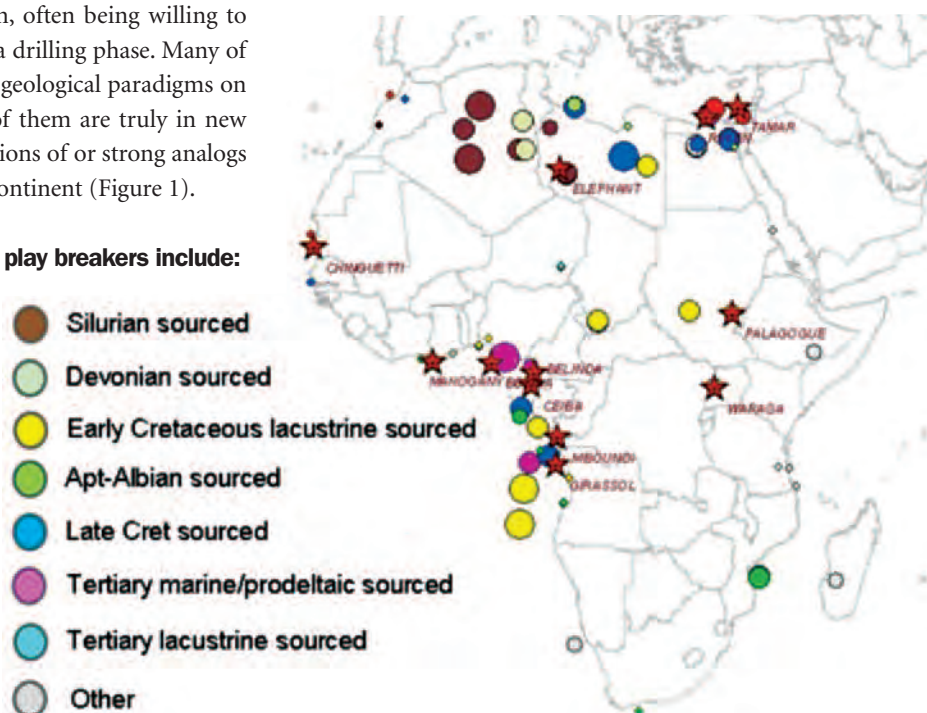 n, often being willing to
a drilling phase. Many of
geological paradigms on
of them are truly in new
ions of or strong analogs
ontinent (Figure 1).
play breakers include:
Silurian sourced
Devonian sourced
Early Cretaceous lacustrine sourced
Apt-Albian sourced
Late Cret sourced
Tertiary marine/prodeltaic sourced
Tertiary lacustrine sourced
Other
TAMAR
ELEPHANT
CHINGUETTI
PALAGOGUE
MAHOGANY
BELINDA
CEIBA
WARAGA
MBOUNDI
GIRASSOL